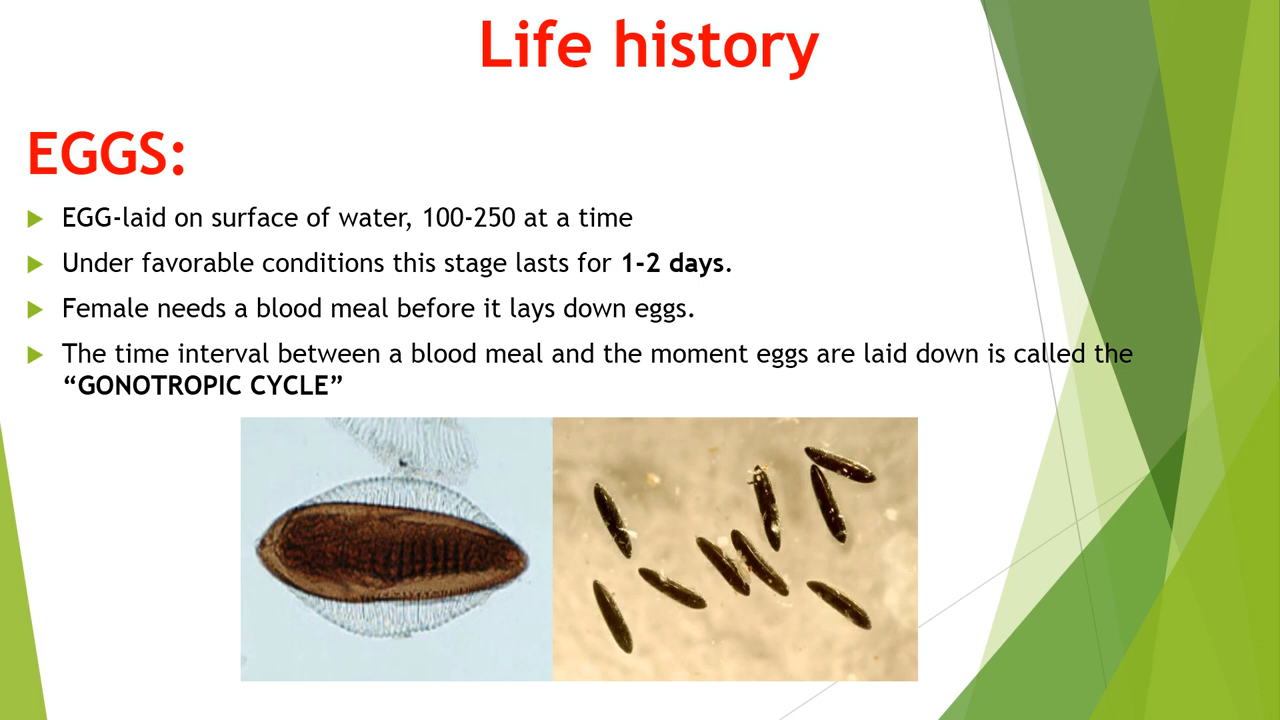 Life history
EGGS:
EGG-laid on surface of water, 100-250 at a time
Under favorable conditions this stage lasts for 1-2 days.
Female needs a blood meal before it lays down eggs.
The time interval between a blood meal and the moment eggs are laid down is called the
“GONOTROPIC CYCLE”